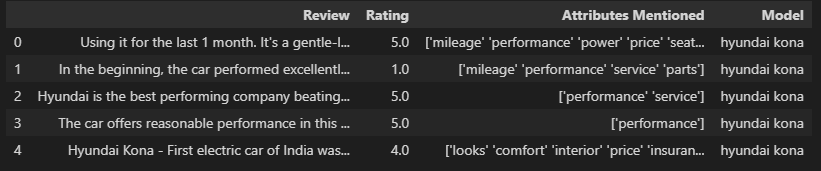 Review Rating Attributes Mentioned Model
0 Using it for the last 1 month. It's a gentle-l... 5.0 ['mileage' 'performance' 'power' 'price' 'seat... hyundai kona
1 In the beginning, the car performed excellentl... 1.0 ['mileage' 'performance' 'service' 'parts'] hyundai kona
2 Hyundai is the best performing company beating... 5.0 ['performance' 'service'] hyundai kona
3 The car offers reasonable performance in this ... 5.0 ['performance'] hyundai kona
4 Hyundai Kona - First electric car of India was... 4.0 ['looks' 'comfort' 'interior' 'price' 'insuran... hyundai kona